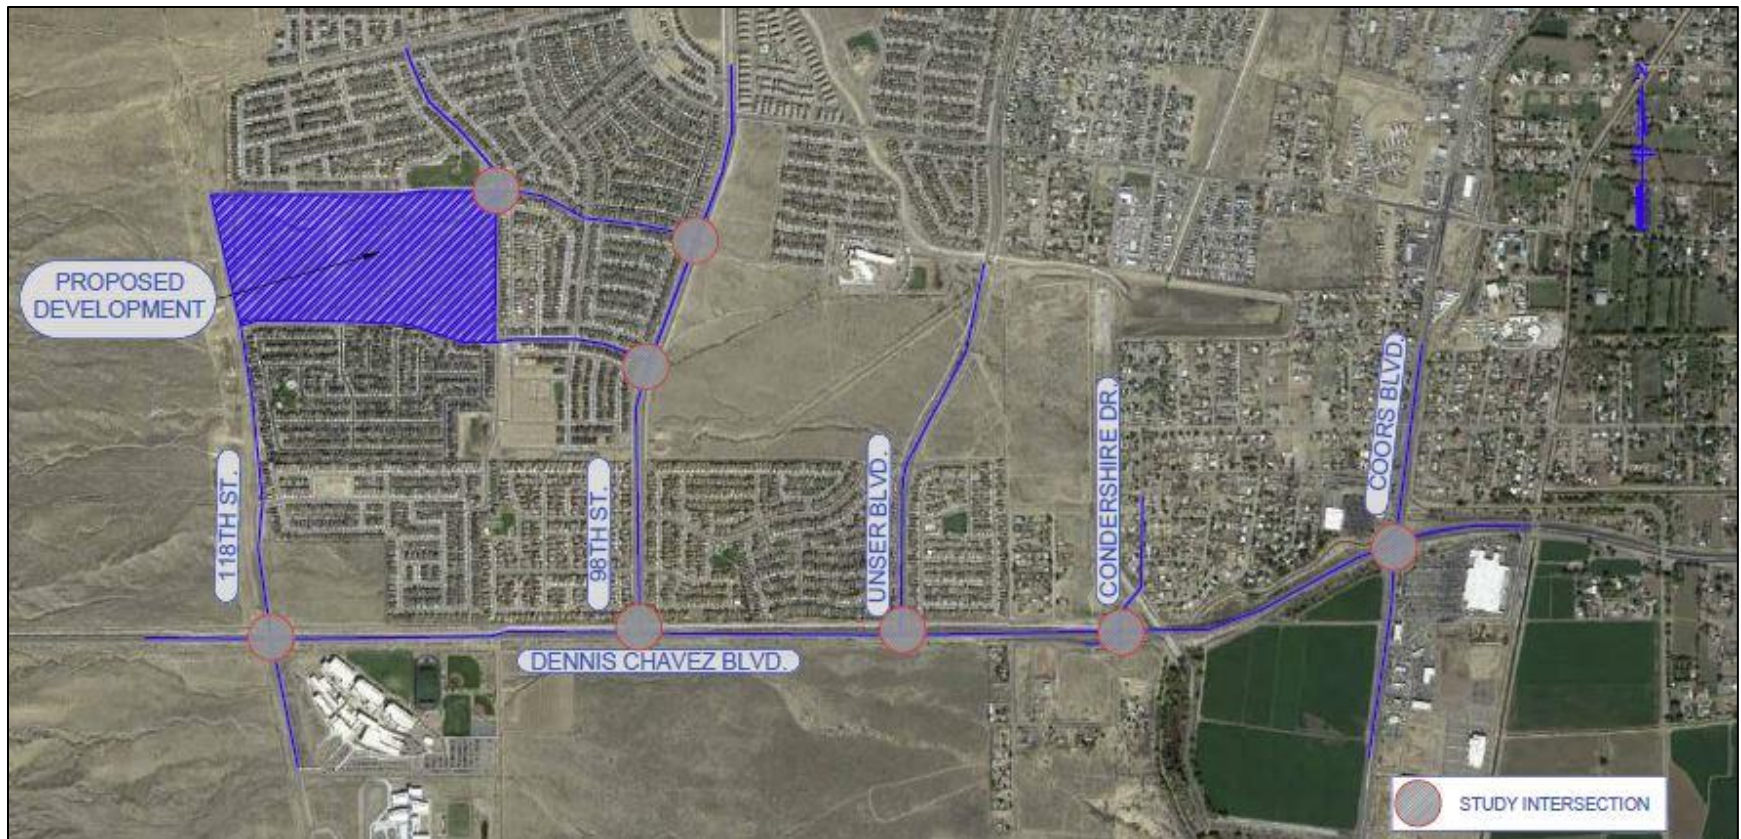 N
PROPOSED
DEVELOPMENT
118TH ST.
98TH ST.
UNSER BLVD.
CONDERSHIRE DR.
COORS BLVD.
DENNIS CHAVEZ BLVD.
STUDY INTERSECTION